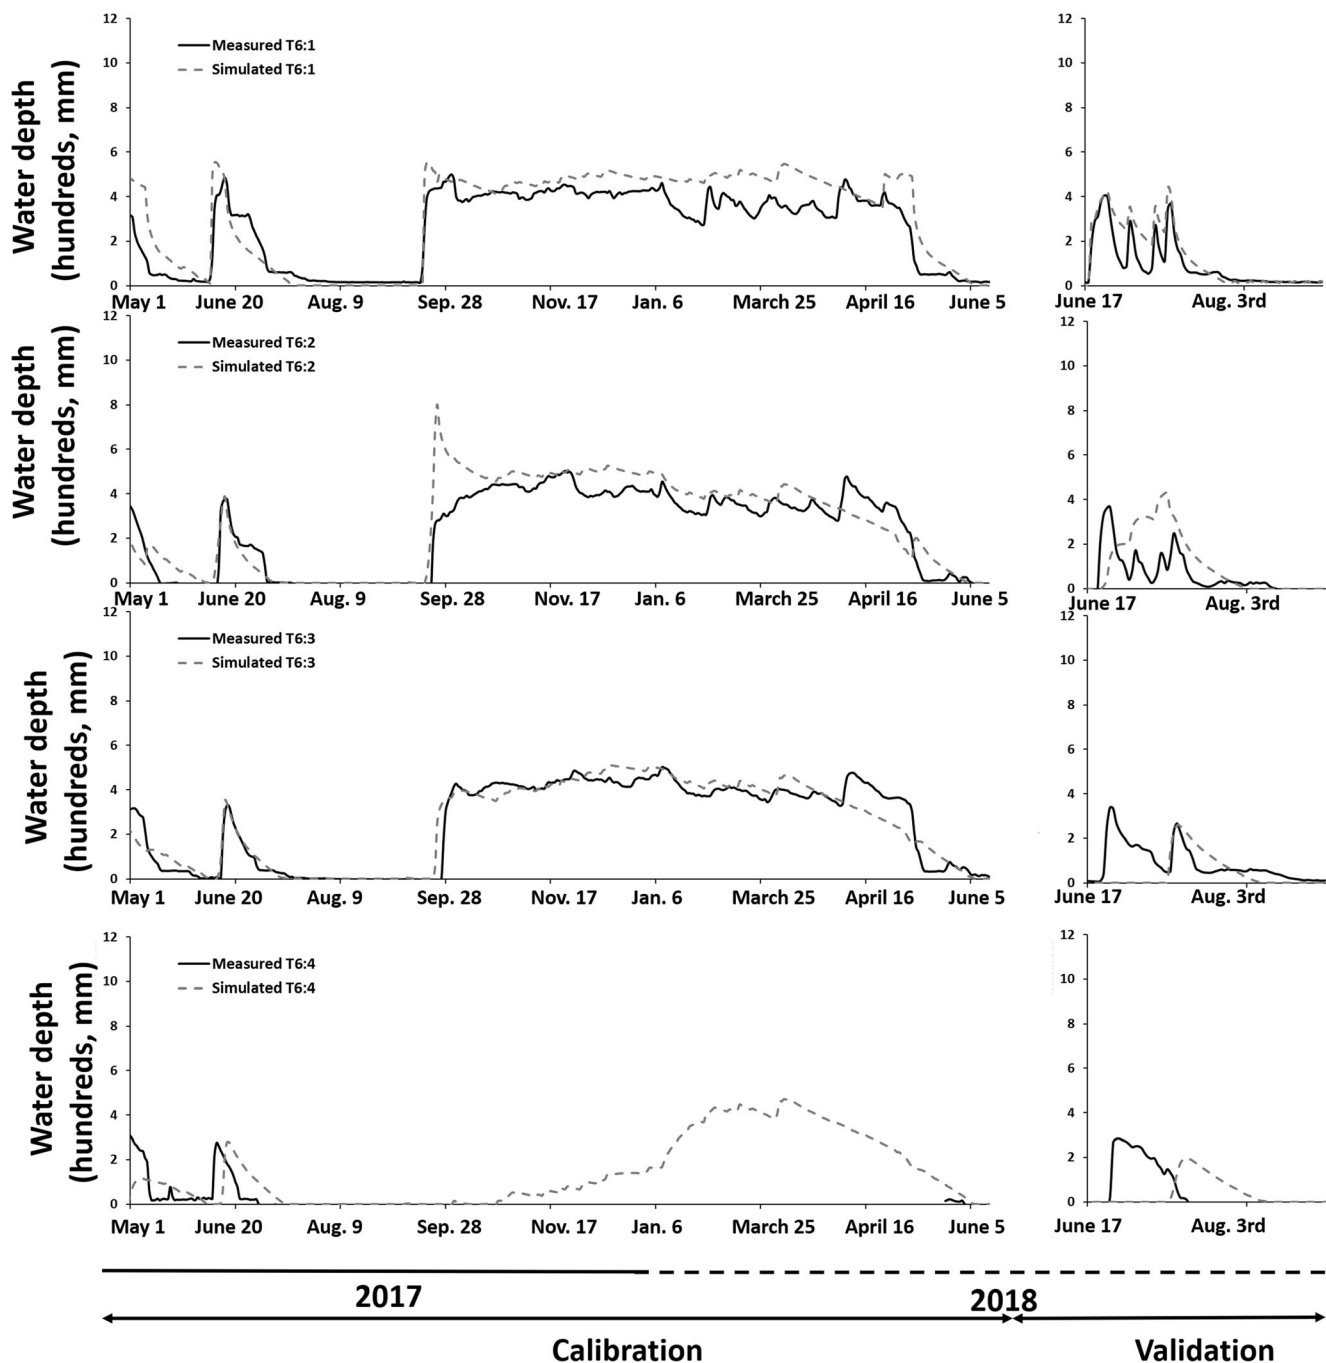 Water depth
(hundreds, mm)
12
10
8
6
4
2
0
Measured T6:1
Simulated T6:1
May 1
June 20
Aug. 9
Sep. 28
Nov. 17
Jan. 6
March 25
April 16
June 5
12
10
8
6
4
2
0
June 17
Aug. 3rd
Water depth
(hundreds, mm)
12
10
8
6
4
2
0
Measured T6:2
Simulated T6:2
May 1
June 20
Aug. 9
Sep. 28
Nov. 17
Jan. 6
March 25
April 16
June 5
12
10
8
6
4
2
0
June 17
Aug. 3rd
Water depth
(hundreds, mm)
12
10
8
6
4
2
0
Measured T6:3
Simulated T6:3
May 1
June 20
Aug. 9
Sep. 28
Nov. 17
Jan. 6
March 25
April 16
June 5
12
10
8
6
4
2
0
June 17
Aug. 3rd
Water depth
(hundreds, mm)
12
10
8
6
4
2
0
Measured T6:4
Simulated T6:4
May 1
June 20
Aug. 9
Sep. 28
Nov. 17
Jan. 6
March 25
April 16
June 5
12
10
8
6
4
2
0
June 17
Aug. 3rd
2017
2018
Calibration
Validation